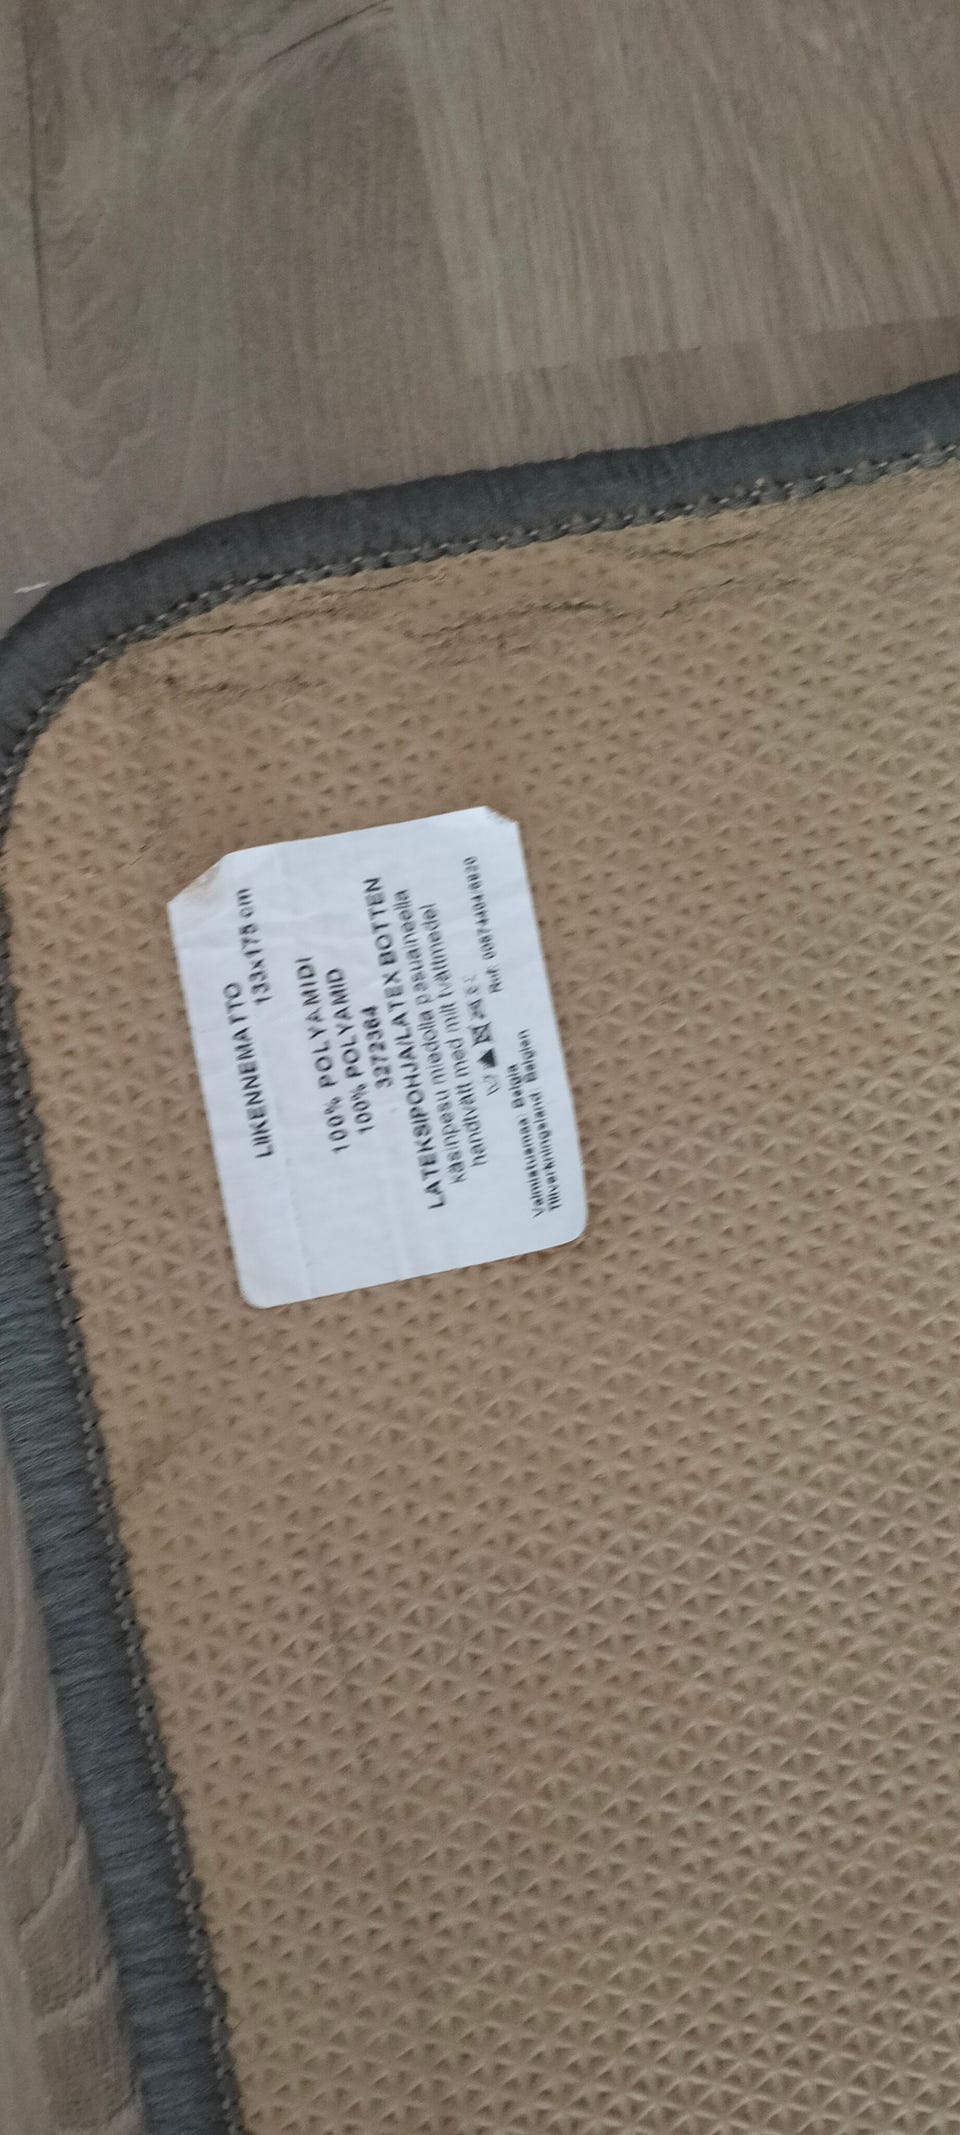 LIIKENNEMATTO
133x175 cm
100% POLYAMIDI
100% POLYAMID
3272364
LATEKSIPOHJA/LATEX BOTTEN
käsinpesu miedolla pesuaineella
handtvätt med milt tvättmedel
Ref:
Valmistusmaa: Belgia
Tillverkningsland: Belgien